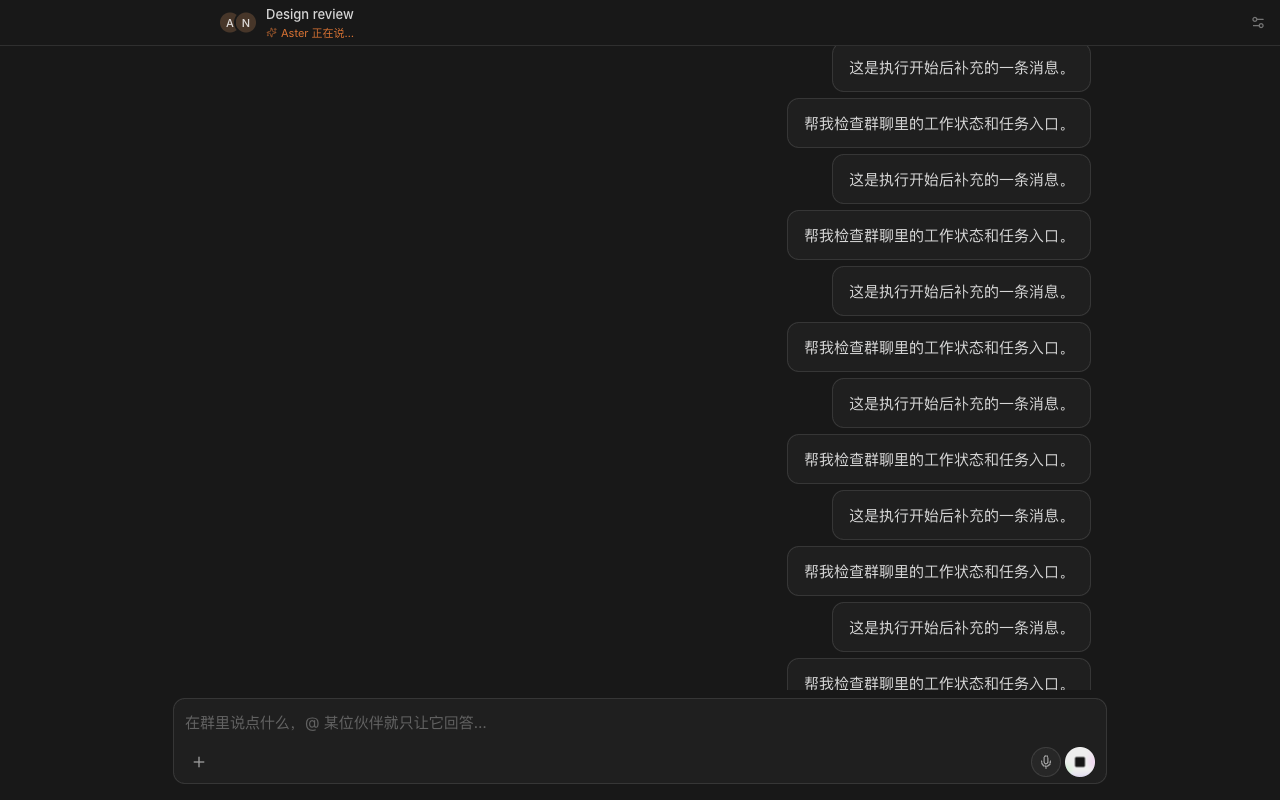 A N Design review
Aster 正在说...
这是执行开始后补充的一条消息。
帮我检查群聊里的工作状态和任务入口。
这是执行开始后补充的一条消息。
帮我检查群聊里的工作状态和任务入口。
这是执行开始后补充的一条消息。
帮我检查群聊里的工作状态和任务入口。
这是执行开始后补充的一条消息。
帮我检查群聊里的工作状态和任务入口。
这是执行开始后补充的一条消息。
帮我检查群聊里的工作状态和任务入口。
这是执行开始后补充的一条消息。
帮我检查群聊里的工作状态和任务入口。
在群里说点什么，@ 某位伙伴就只让它回答...